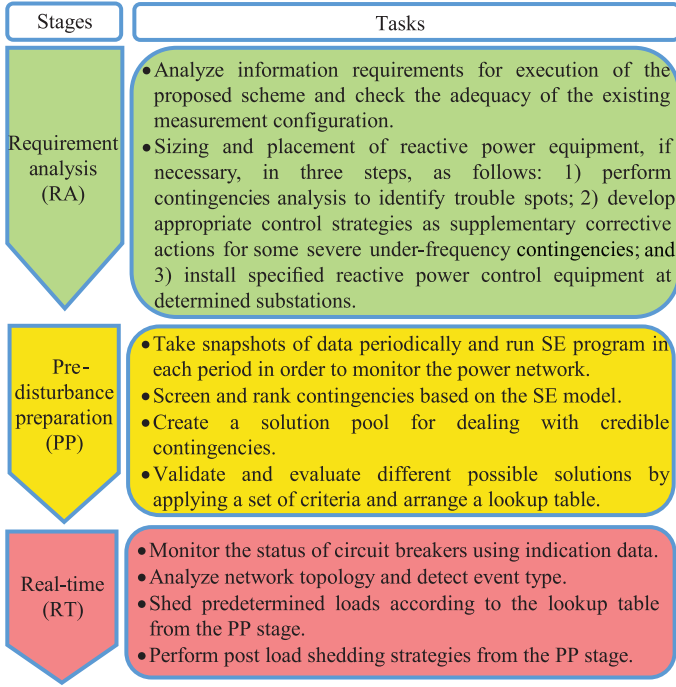 Stages
Tasks
Requirement
analysis
(RA)
•Analyze information requirements for execution of the
proposed scheme and check the adequacy of the existing
measurement configuration.
•Sizing and placement of reactive power equipment, if
necessary, in three steps, as follows: 1) perform
contingencies analysis to identify trouble spots; 2) develop
appropriate control strategies as supplementary corrective
actions for some severe under-frequency contingencies; and
3) install specified reactive power control equipment at
determined substations.
Pre-
disturbance
preparation
(PP)
•Take snapshots of data periodically and run SE program in
each period in order to monitor the power network.
•Screen and rank contingencies based on the SE model.
•Create a solution pool for dealing with credible
contingencies.
•Validate and evaluate different possible solutions by
applying a set of criteria and arrange a lookup table.
Real-time
(RT)
•Monitor the status of circuit breakers using indication data.
•Analyze network topology and detect event type.
•Shed predetermined loads according to the lookup table
from the PP stage.
•Perform post load shedding strategies from the PP stage.